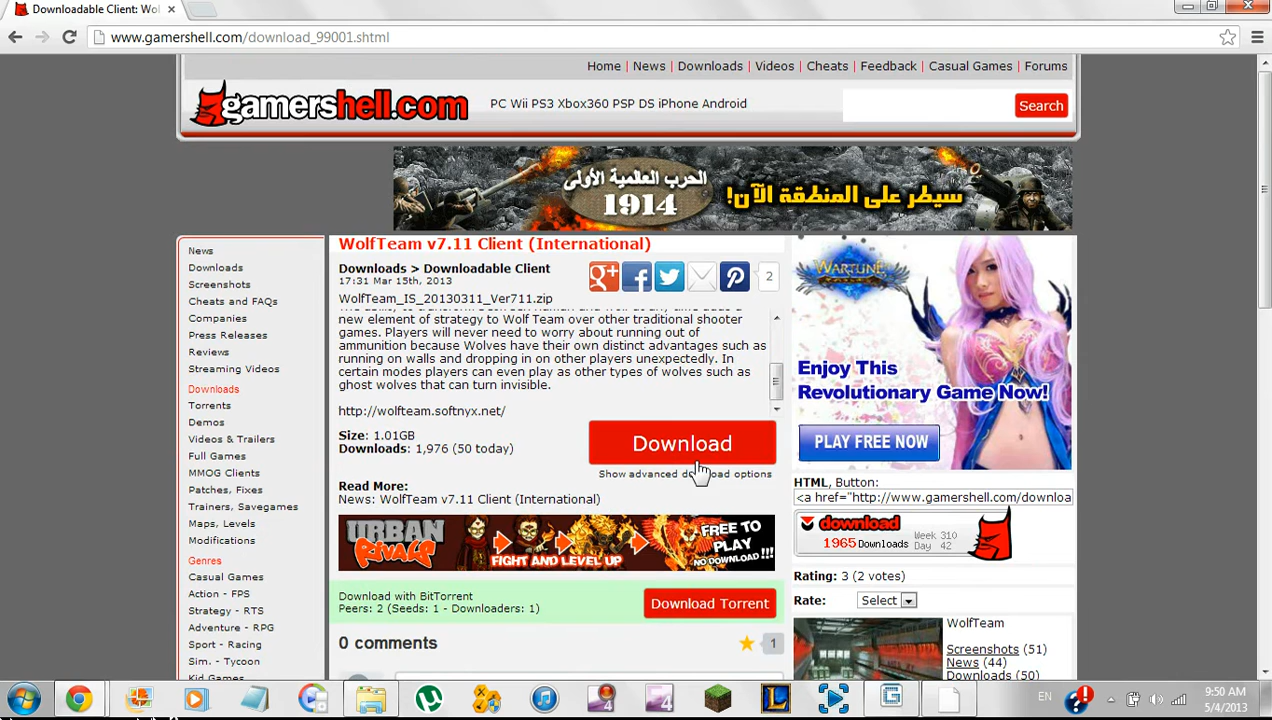 Downloadable Client: Wol
www.gamershell.com/download_99001.shtml
Home | News | Downloads | Videos | Cheats | Feedback | Casual Games | Forums
gamershell.com
PC Wii PS3 Xbox360 PSP DS iPhone Android
Search
الحرب العالمية الأولى
1914
سيطر على المنطقة الآن!
News
Downloads
Screenshots
Cheats and FAQs
Companies
Press Releases
Reviews
Streaming Videos
Downloads
Torrents
Demos
Videos & Trailers
Full Games
MMOG Clients
Patches, Fixes
Trainers, Savegames
Maps, Levels
Modifications
Genres
Casual Games
Action - FPS
Strategy - RTS
Adventure - RPG
Sport - Racing
Sim. - Tycoon
Kid Games
WolfTeam v7.11 Client (International)
Downloads > Downloadable Client
17:31 Mar 15th, 2013
2
WolfTeam_IS_20130311_Ver711.zip
new element of strategy to Wolf Team over other traditional shooter
games. Players will never need to worry about running out of
ammunition because Wolves have their own distinct advantages such as
running on walls and dropping in on other players unexpectedly. In
certain modes players can even play as other types of wolves such as
ghost wolves that can turn invisible.
http://wolfteam.softnyx.net/
Size: 1.01GB
Downloads: 1,976 (50 today)
Download
Show advanced download options
Read More:
News: WolfTeam v7.11 Client (International)
URBAN
RIVALS
FIGHT AND LEVEL UP
FREE TO
PLAY
NO DOWNLOAD !!!
Download with BitTorrent
Peers: 2 (Seeds: 1 - Downloaders: 1)
Download Torrent
0 comments
1
WARTUNE
Enjoy This
Revolutionary Game Now!
PLAY FREE NOW
HTML, Button:
<a href="http://www.gamershell.com/downloa
download
1965 Downloads
Week 310
Day 42
Rating: 3 (2 votes)
Rate: Select
WolfTeam
Screenshots (51)
News (44)
Downloads (50)
EN
9:50 AM
5/4/2013